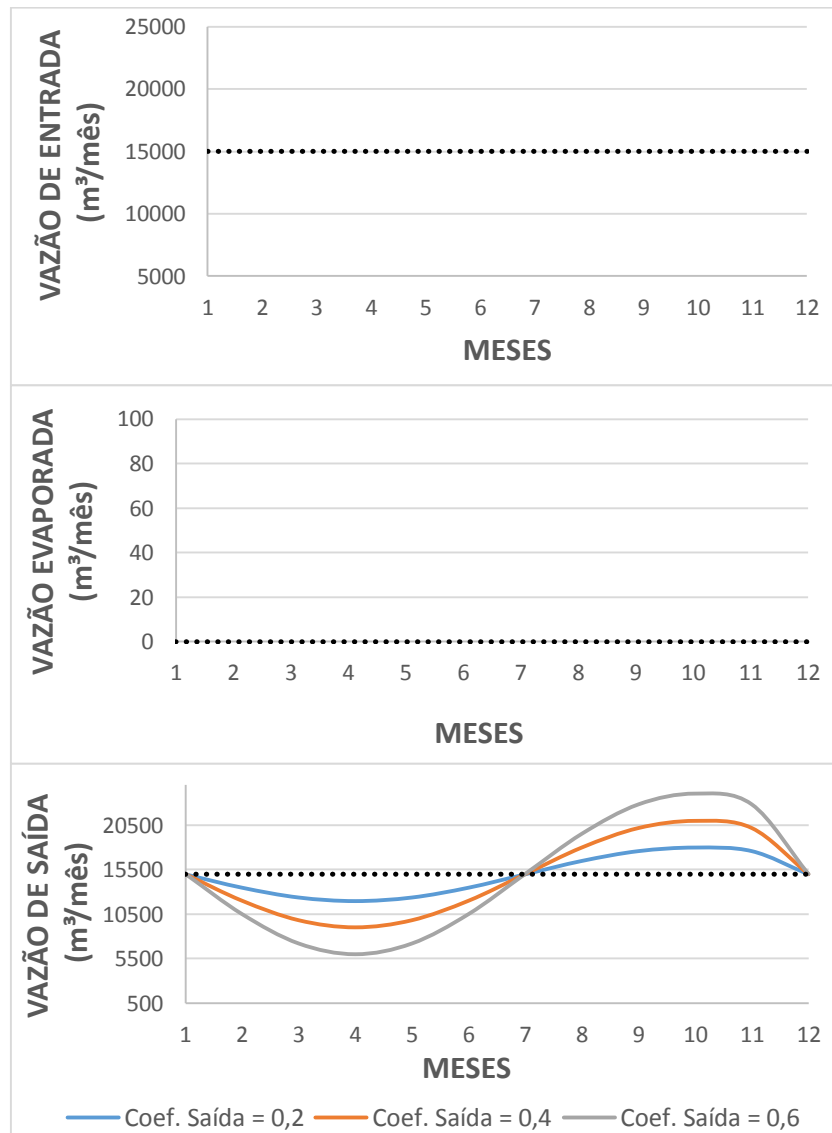 VAZÃO DE ENTRADA
(m³/mês)
25000
20000
15000
10000
5000
1 2 3 4 5 6 7 8 9 10 11 12
MESES
VAZÃO EVAPORADA
(m³/mês)
100
80
60
40
20
0
1 2 3 4 5 6 7 8 9 10 11 12
MESES
VAZÃO DE SAÍDA
(m³/mês)
20500
15500
10500
5500
500
1 2 3 4 5 6 7 8 9 10 11 12
MESES
Coef. Saída = 0,2 Coef. Saída = 0,4 Coef. Saída = 0,6